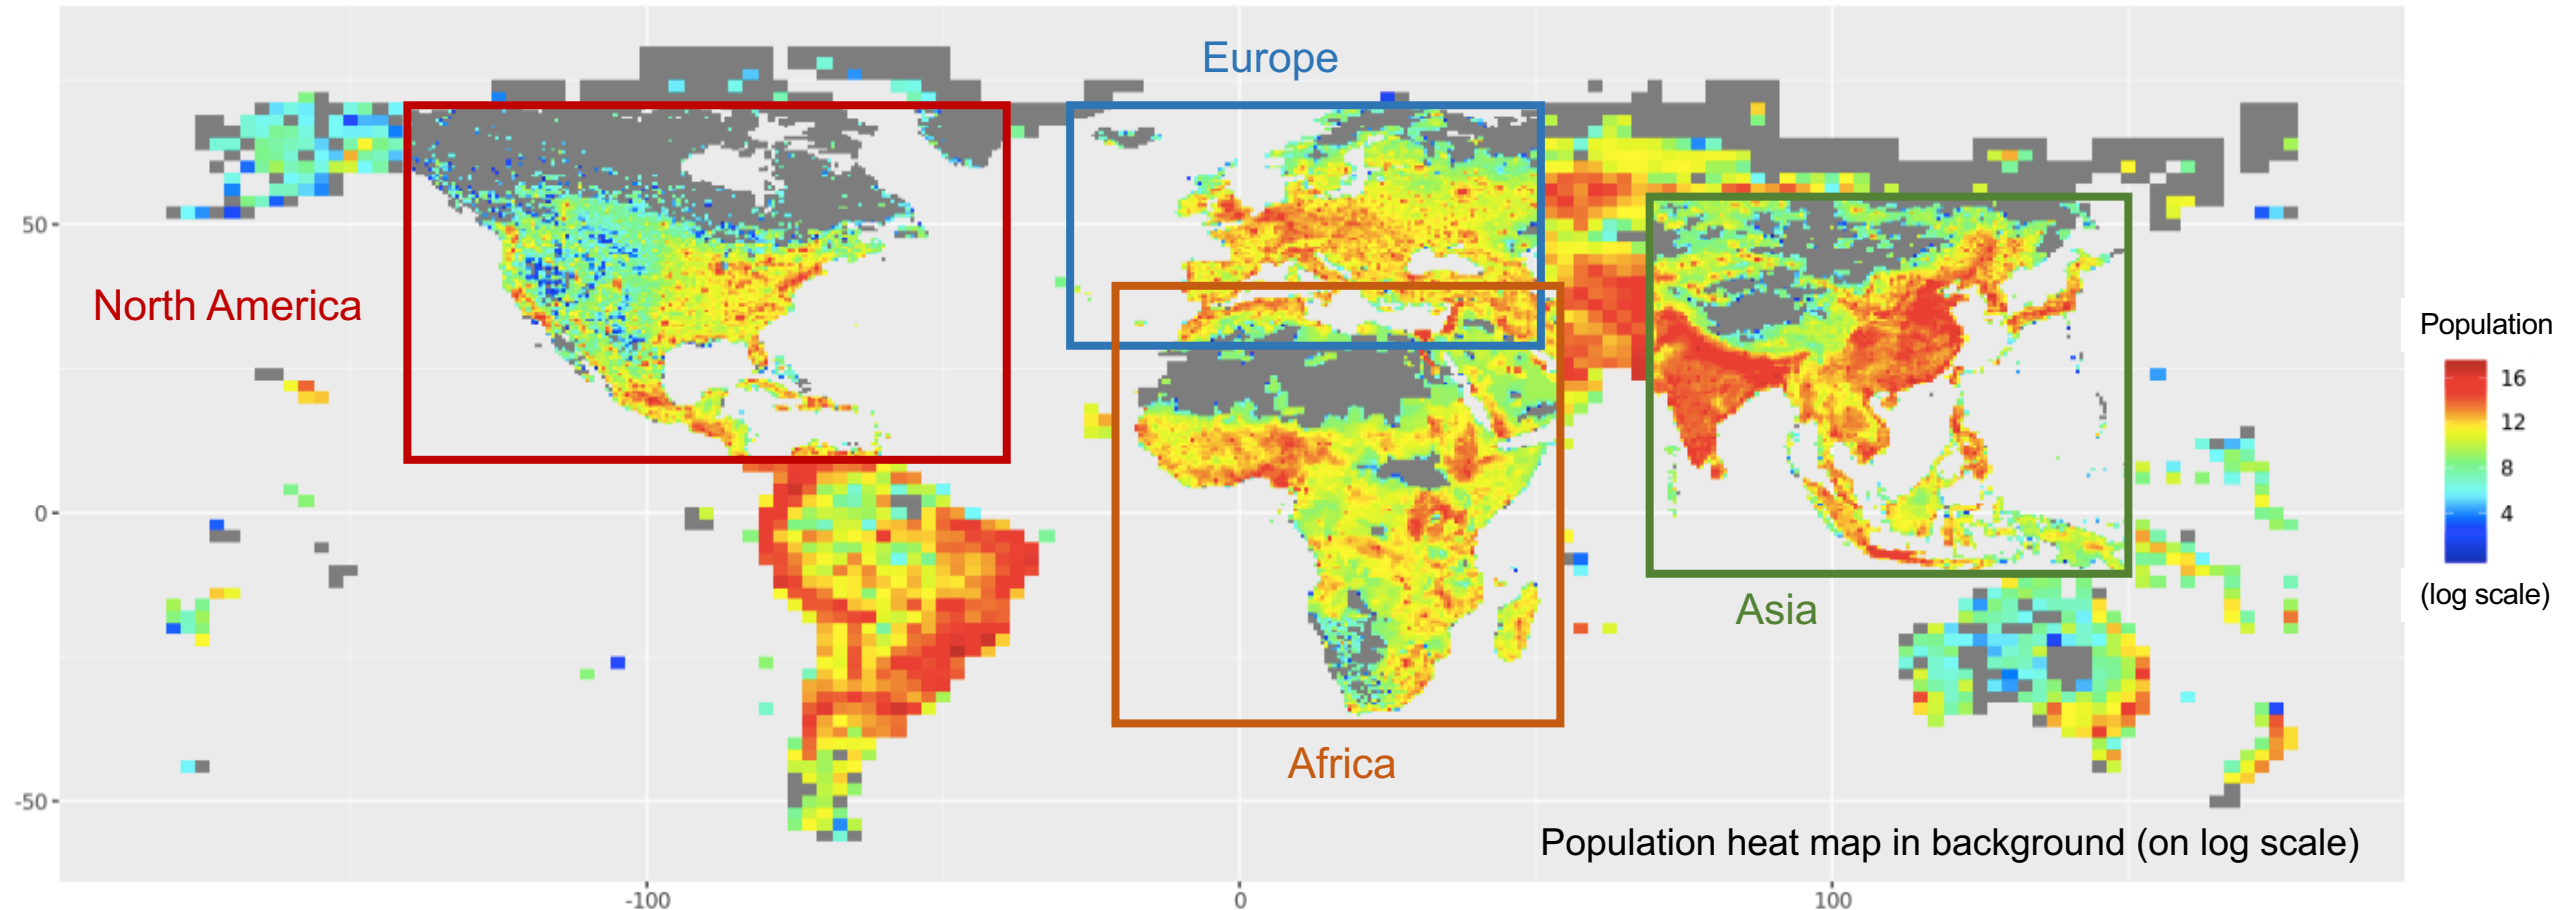 Europe
50
North America
Population
16
12
8
4
0
(log scale)
Asia
Africa
-50
Population heat map in background (on log scale)
-100
0
100